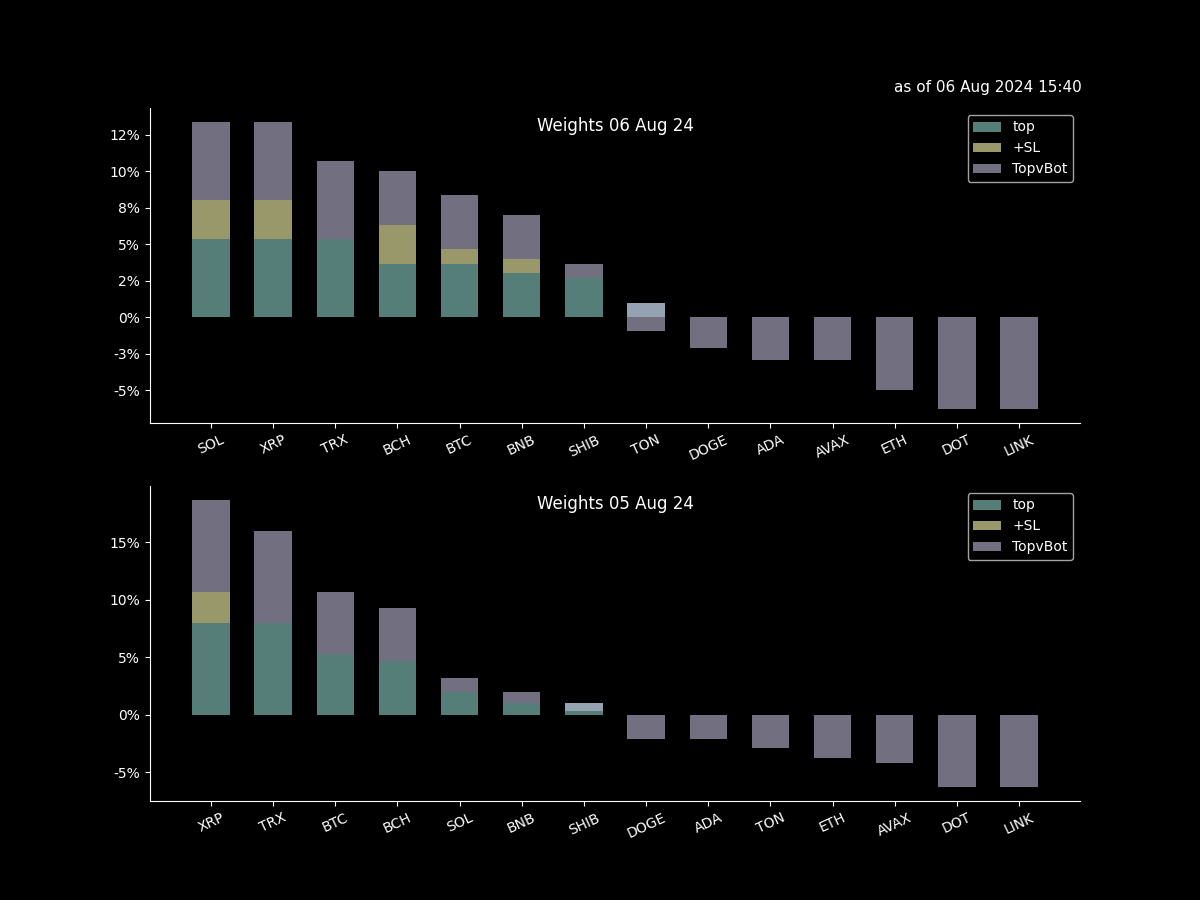 as of 06 Aug 2024 15:40
Weights 06 Aug 24
top
+SL
TopvBot
12%
10%
8%
5%
2%
0%
-3%
-5%
SOL XRP TRX BCH BTC BNB SHIB TON DOGE ADA AVAX ETH DOT LINK
Weights 05 Aug 24
top
+SL
TopvBot
15%
10%
5%
0%
-5%
XRP TRX BTC BCH SOL BNB SHIB DOGE ADA TON ETH AVAX DOT LINK